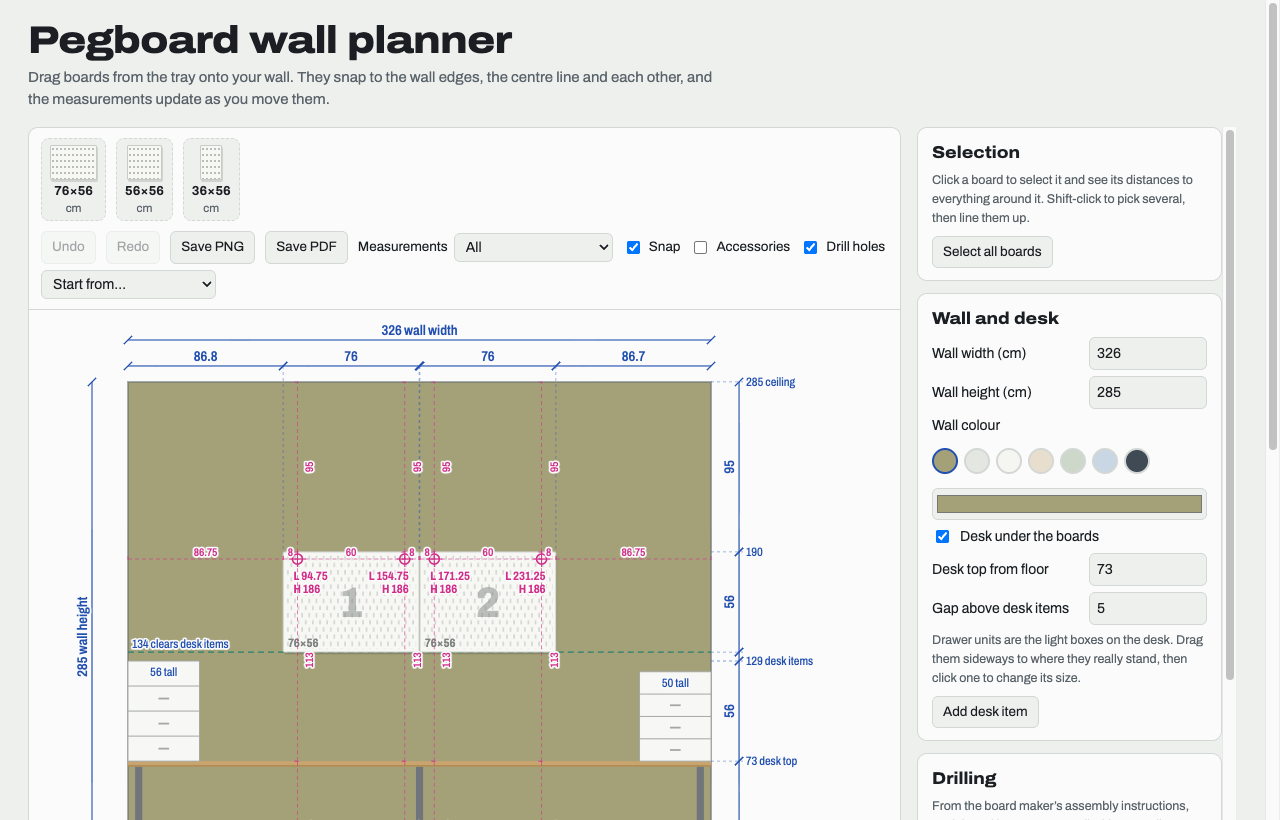 Pegboard wall planner
Drag boards from the tray onto your wall. They snap to the wall edges, the centre line and each other, and
the measurements update as you move them.
76×56
cm
56×56
cm
36×56
cm
Undo
Redo
Save PNG
Save PDF
Measurements
All
Snap
Accessories
Drill holes
Start from...
326 wall width
86.8
76
76
86.7
285 ceiling
95
95
95
95
95
190
86.75
8
60
8
8
60
8
86.75
L 94.75
H 186
L 154.75
H 186
L 171.25
H 186
L 231.25
H 186
1
2
76×56
76×56
56
285 wall height
134 clears desk items
113
113
113
113
129 desk items
56 tall
50 tall
56
73 desk top
Selection
Click a board to select it and see its distances to
everything around it. Shift-click to pick several,
then line them up.
Select all boards
Wall and desk
Wall width (cm)
326
Wall height (cm)
285
Wall colour
Desk under the boards
Desk top from floor
73
Gap above desk items
5
Drawer units are the light boxes on the desk. Drag
them sideways to where they really stand, then
click one to change its size.
Add desk item
Drilling
From the board maker's assembly instructions,